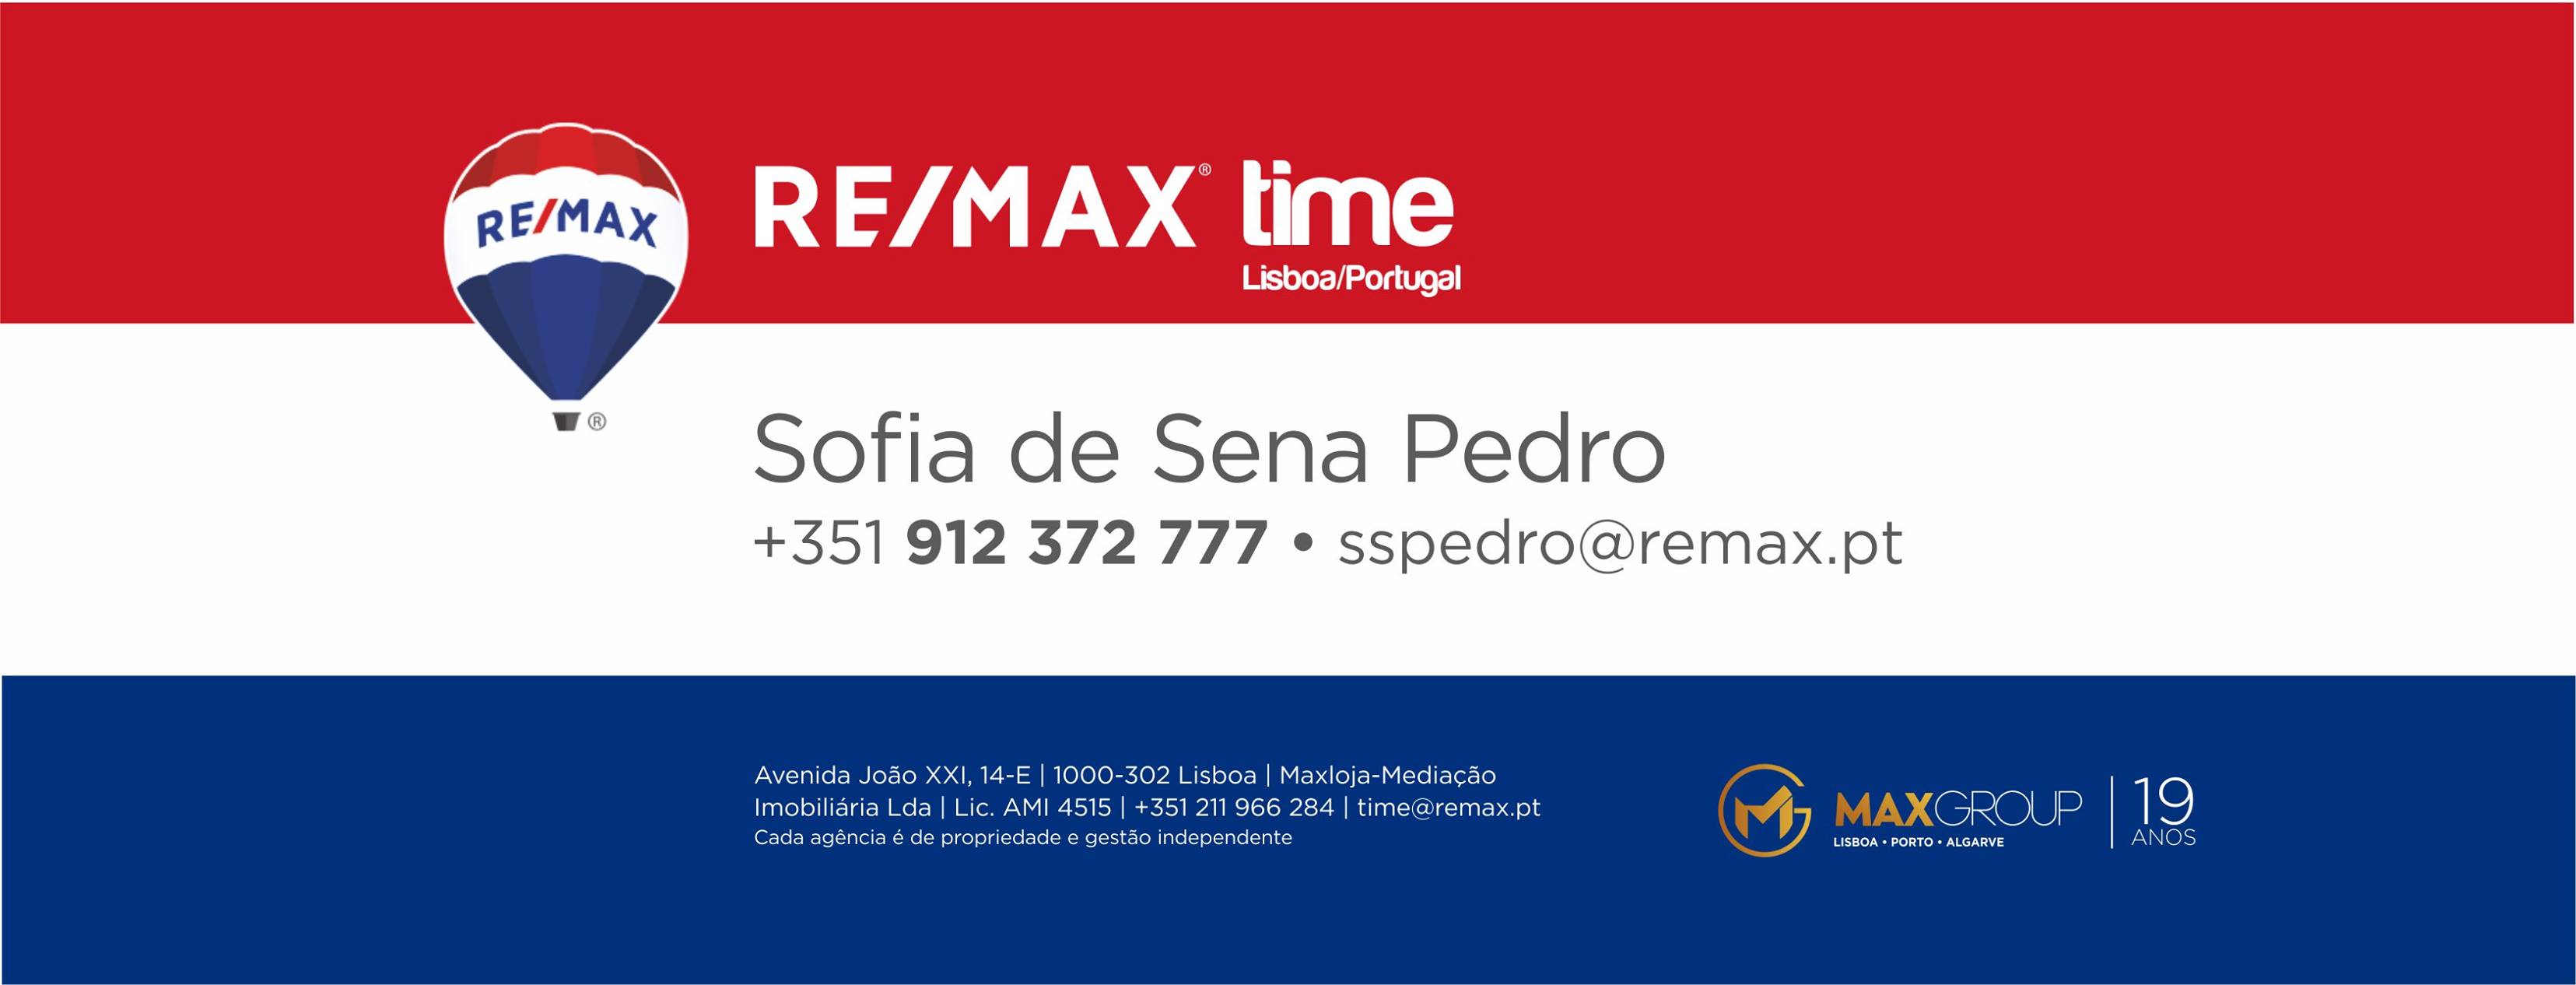 RE/MAX
RE/MAX® time
Lisboa/Portugal
®
Sofia de Sena Pedro
+351 912 372 777 • sspedro@remax.pt
Avenida João XXI, 14-E | 1000-302 Lisboa | Maxloja-Mediação
Imobiliária Lda | Lic. AMI 4515 | +351 211 966 284 | time@remax.pt
Cada agência é de propriedade e gestão independente
MAXGROUP
LISBOA • PORTO • ALGARVE
19
ANOS